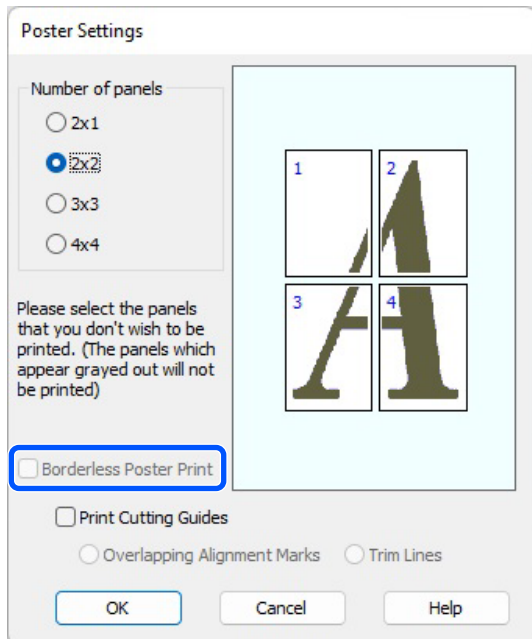 Poster Settings
Number of panels
2x1
2x2
3x3
4x4
Please select the panels
that you don't wish to be
printed. (The panels which
appear grayed out will not
be printed)
1
2
3
4
A
Borderless Poster Print
Print Cutting Guides
Overlapping Alignment Marks
Trim Lines
OK
Cancel
Help